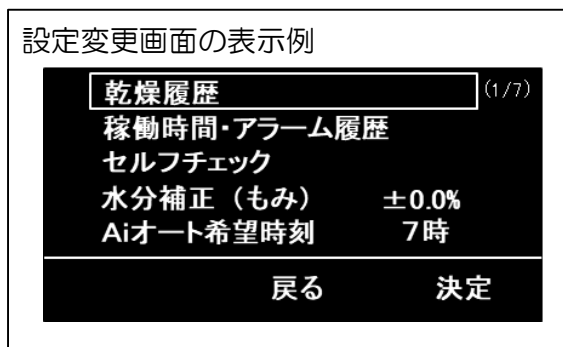 設定変更画面の表示例
乾燥履歴 (1/7)
稼働時間・アラーム履歴
セルフチェック
水分補正（もみ） ±0.0%
Aiオート希望時刻 7時
戻る 決定